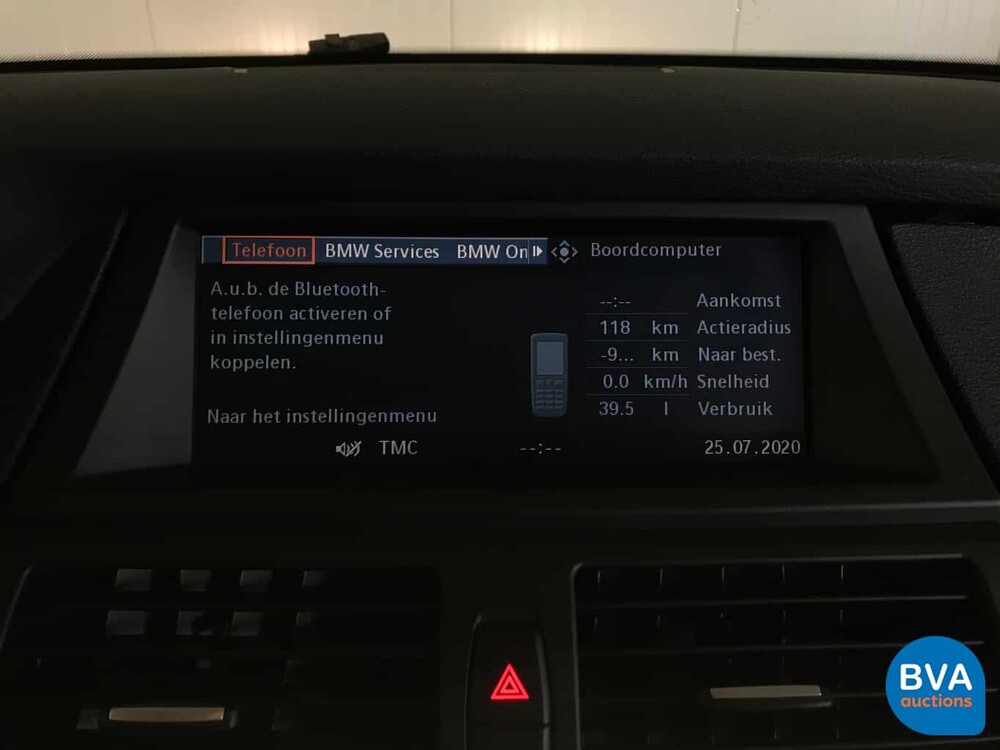 Telefoon BMW Services BMW On
Boordcomputer
A.u.b. de Bluetooth-
telefoon activeren of
in instellingenmenu
koppelen.
Naar het instellingenmenu
--:-- Aankomst
118 km Actieradius
-9... km Naar best.
0.0 km/h Snelheid
39.5 l Verbruik
TMC --:-- 25.07.2020
BVA
auctions